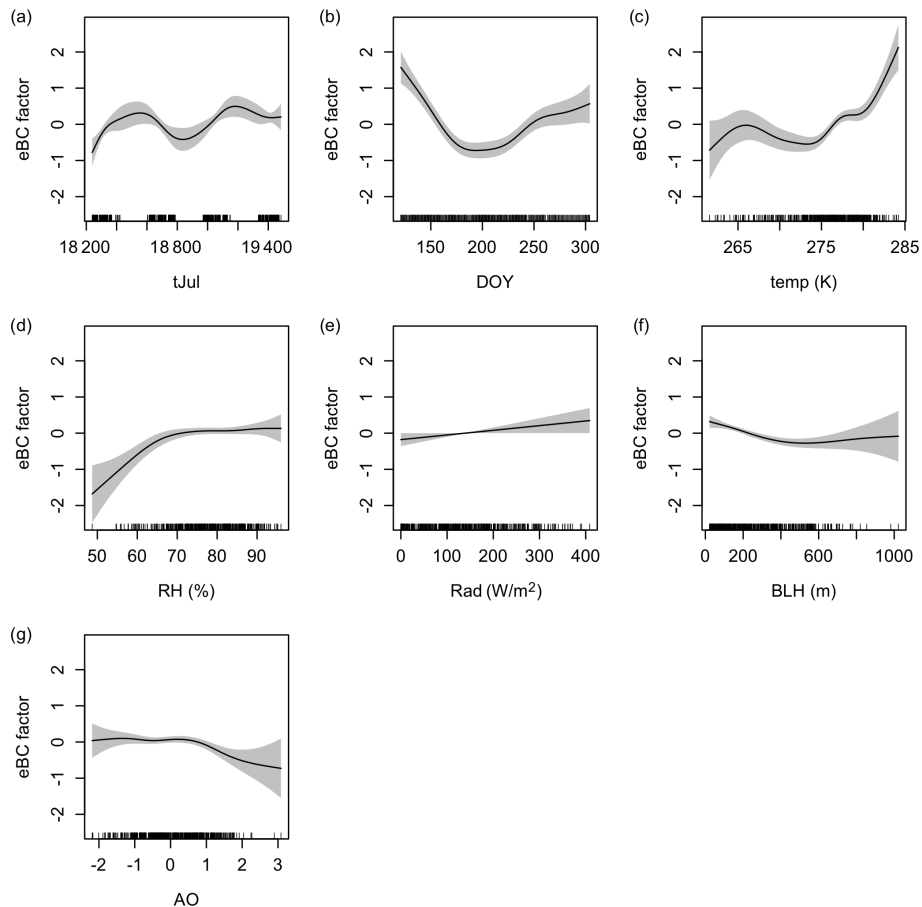 (a) (b) (c)
eBC factor eBC factor eBC factor
2 2 2
1 1 1
0 0 0
-1 -1 -1
-2 -2 -2
18 200 18 800 19 400 150 200 250 300 265 275 285
tJul DOY temp (K)
(d) (e) (f)
eBC factor eBC factor eBC factor
2 2 2
1 1 1
0 0 0
-1 -1 -1
-2 -2 -2
50 60 70 80 90 0 100 200 300 400 0 200 600 1000
RH (%) Rad (W/m²) BLH (m)
(g)
eBC factor
2
1
0
-1
-2
-2 -1 0 1 2 3
AO